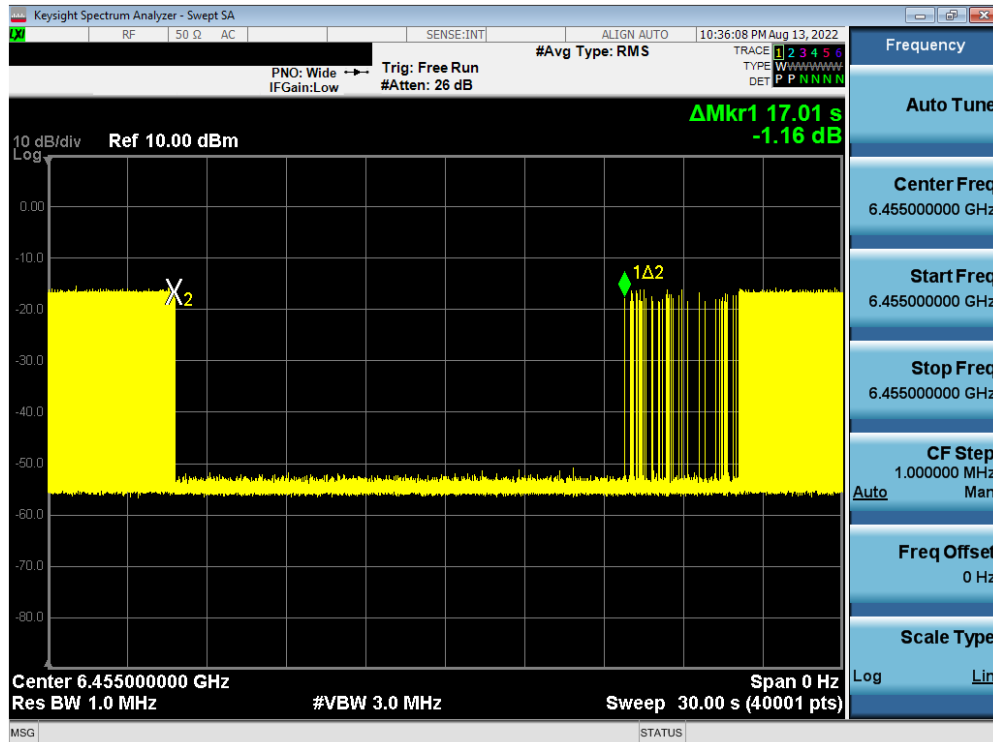 Keysight Spectrum Analyzer - Swept SA
LXI RF 50 Ω AC SENSE:INT ALIGN AUTO 10:36:08 PM Aug 13, 2022
Frequency
#Avg Type: RMS TRACE 1 2 3 4 5 6
PNO: Wide Trig: Free Run TYPE WWWWWW
IFGain:Low #Atten: 26 dB DET P P N N N N
Auto Tune
ΔMkr1 17.01 s
10 dB/div Ref 10.00 dBm -1.16 dB
Log
Center Freq
6.455000000 GHz
0.00
-10.0
1Δ2
X2
Start Freq
6.455000000 GHz
-20.0
-30.0
Stop Freq
6.455000000 GHz
-40.0
-50.0
CF Step
1.000000 MHz
Auto Man
-60.0
-70.0
Freq Offset
0 Hz
-80.0
Scale Type
Log Lin
Center 6.455000000 GHz Span 0 Hz
Res BW 1.0 MHz #VBW 3.0 MHz Sweep 30.00 s (40001 pts)
MSG STATUS